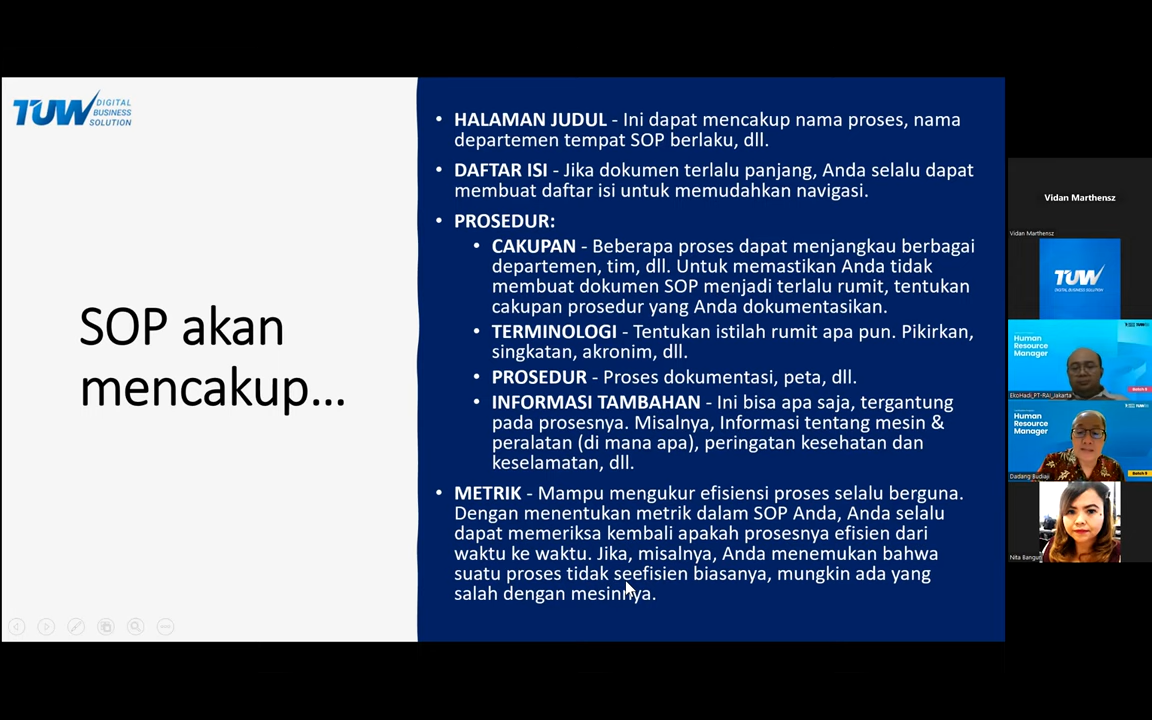 TUW DIGITAL
BUSINESS
SOLUTION
SOP akan
mencakup...
• HALAMAN JUDUL - Ini dapat mencakup nama proses, nama
departemen tempat SOP berlaku, dll.
• DAFTAR ISI - Jika dokumen terlalu panjang, Anda selalu dapat
membuat daftar isi untuk memudahkan navigasi.
• PROSEDUR:
• CAKUPAN - Beberapa proses dapat menjangkau berbagai
departemen, tim, dll. Untuk memastikan Anda tidak
membuat dokumen SOP menjadi terlalu rumit, tentukan
cakupan prosedur yang Anda dokumentasikan.
• TERMINOLOGI - Tentukan istilah rumit apa pun. Pikirkan,
singkatan, akronim, dll.
• PROSEDUR - Proses dokumentasi, peta, dll.
• INFORMASI TAMBAHAN - Ini bisa apa saja, tergantung
pada prosesnya. Misalnya, Informasi tentang mesin &
peralatan (di mana apa), peringatan kesehatan dan
keselamatan, dll.
• METRIK - Mampu mengukur efisiensi proses selalu berguna.
Dengan menentukan metrik dalam SOP Anda, Anda selalu
dapat memeriksa kembali apakah prosesnya efisien dari
waktu ke waktu. Jika, misalnya, Anda menemukan bahwa
suatu proses tidak seefisien biasanya, mungkin ada yang
salah dengan mesinnya.
Vidan Marthensz
Vidan Marthensz
TUW
DIGITAL BUSINESS SOLUTION
Human
Resource
Manager
EkoHadi_PT-RAI_Jakarta
Human
Resource
Manager
Dadang Budiaji
Nita Bangun